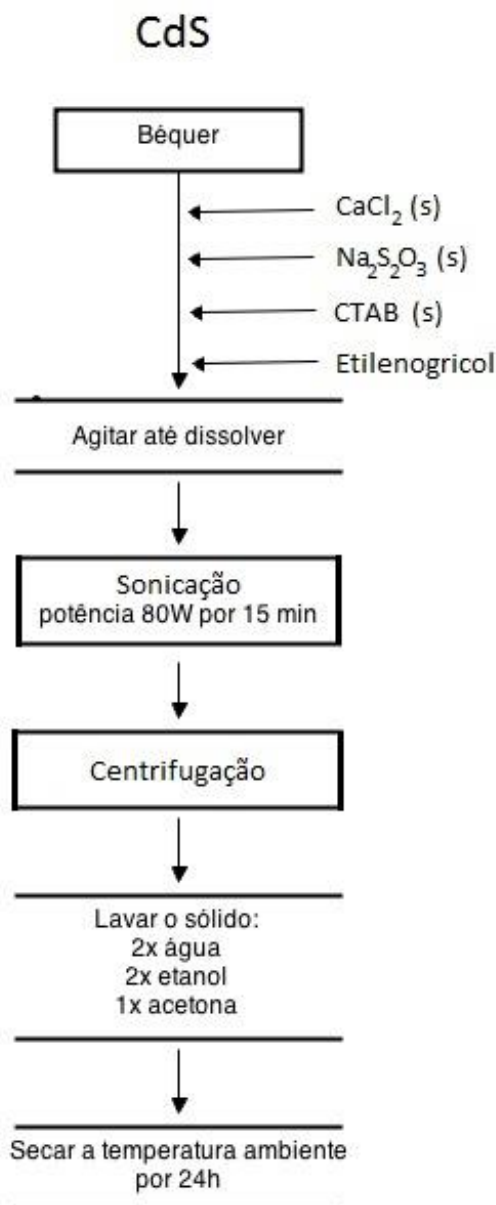 CdS
Béquer
CaCl₂ (s)
Na₂S₂O₃ (s)
CTAB (s)
Etilenogricol
Agitar até dissolver
Sonicação
potência 80W por 15 min
Centrifugação
Lavar o sólido:
2x água
2x etanol
1x acetona
Secar a temperatura ambiente
por 24h